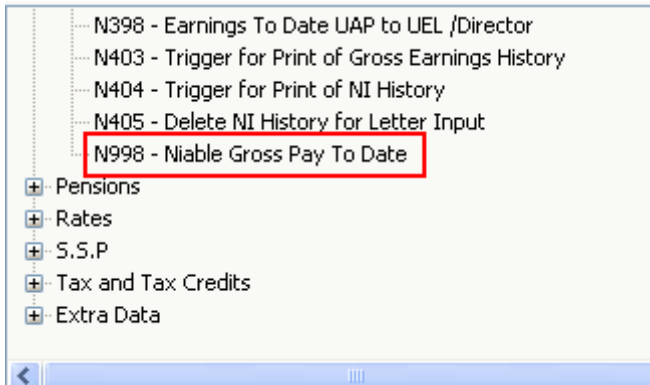 N398 - Earnings To Date UAP to UEL /Director
N403 - Trigger for Print of Gross Earnings History
N404 - Trigger for Print of NI History
N405 - Delete NI History for Letter Input
N998 - Niable Gross Pay To Date
Pensions
Rates
S.S.P
Tax and Tax Credits
Extra Data